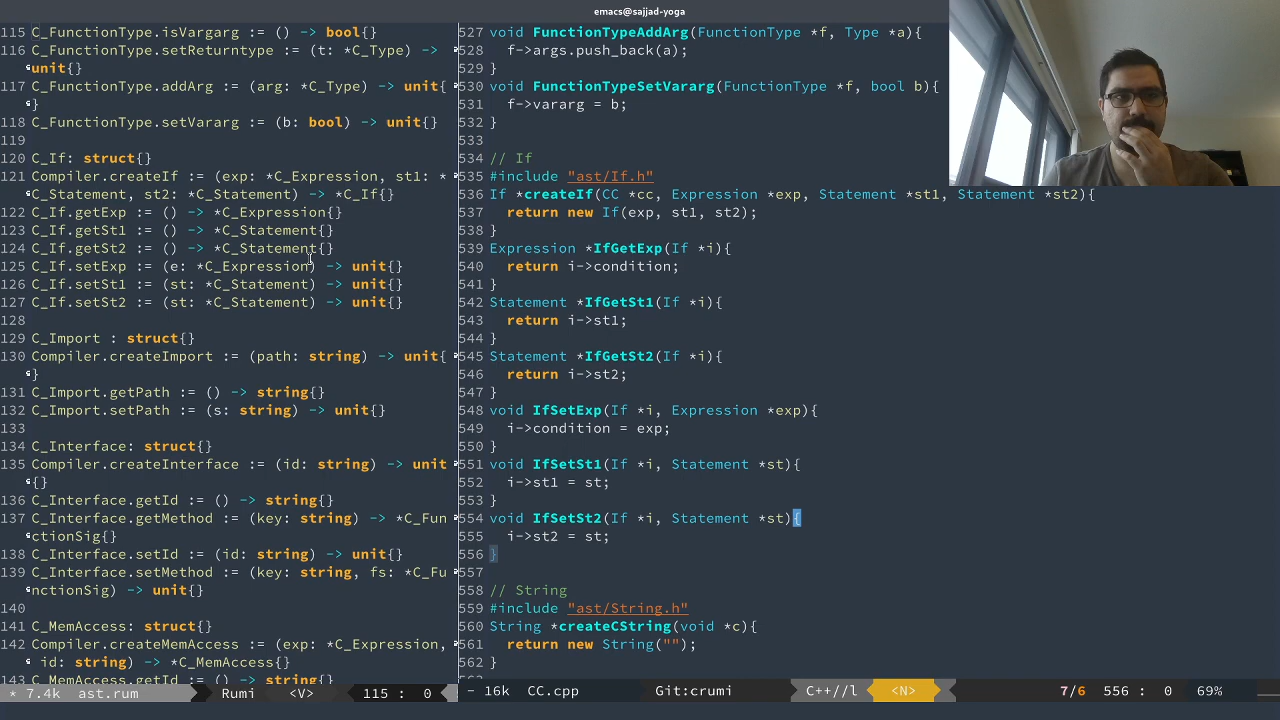 emacs@sajjad-yoga
115 C_FunctionType.isVararg := () -> bool{}
116 C_FunctionType.setReturntype := (t: *C_Type) ->
unit{}
117 C_FunctionType.addArg := (arg: *C_Type) -> unit{
}
118 C_FunctionType.setVararg := (b: bool) -> unit{}
119
120 C_If: struct{}
121 Compiler.createIf := (exp: *C_Expression, st1: *
C_Statement, st2: *C_Statement) -> *C_If{}
122 C_If.getExp := () -> *C_Expression{}
123 C_If.getSt1 := () -> *C_Statement{}
124 C_If.getSt2 := () -> *C_Statement{}
125 C_If.setExp := (e: *C_Expression) -> unit{}
126 C_If.setSt1 := (st: *C_Statement) -> unit{}
127 C_If.setSt2 := (st: *C_Statement) -> unit{}
128
129 C_Import : struct{}
130 Compiler.createImport := (path: string) -> unit{
}
131 C_Import.getPath := () -> string{}
132 C_Import.setPath := (s: string) -> unit{}
133
134 C_Interface: struct{}
135 Compiler.createInterface := (id: string) -> unit
{}
136 C_Interface.getId := () -> string{}
137 C_Interface.getMethod := (key: string) -> *C_Fun
ctionSig{}
138 C_Interface.setId := (id: string) -> unit{}
139 C_Interface.setMethod := (key: string, fs: *C_Fu
nctionSig) -> unit{}
140
141 C_MemAccess: struct{}
142 Compiler.createMemAccess := (exp: *C_Expression,
id: string) -> *C_MemAccess{}
143 C_MemAccess.getId := () -> string{}
* 7.4k ast.rum Rumi <V> 115 : 0
527 void FunctionTypeAddArg(FunctionType *f, Type *a){
528 f->args.push_back(a);
529 }
530 void FunctionTypeSetVararg(FunctionType *f, bool b){
531 f->vararg = b;
532 }
533
534 // If
535 #include "ast/If.h"
536 If *createIf(CC *cc, Expression *exp, Statement *st1, Statement *st2){
537 return new If(exp, st1, st2);
538 }
539 Expression *IfGetExp(If *i){
540 return i->condition;
541 }
542 Statement *IfGetSt1(If *i){
543 return i->st1;
544 }
545 Statement *IfGetSt2(If *i){
546 return i->st2;
547 }
548 void IfSetExp(If *i, Expression *exp){
549 i->condition = exp;
550 }
551 void IfSetSt1(If *i, Statement *st){
552 i->st1 = st;
553 }
554 void IfSetSt2(If *i, Statement *st){
555 i->st2 = st;
556 }
557
558 // String
559 #include "ast/String.h"
560 String *createCString(void *c){
561 return new String("");
562 }
- 16k CC.cpp Git:crumi C++//l <N> 7/6 556 : 0 69%